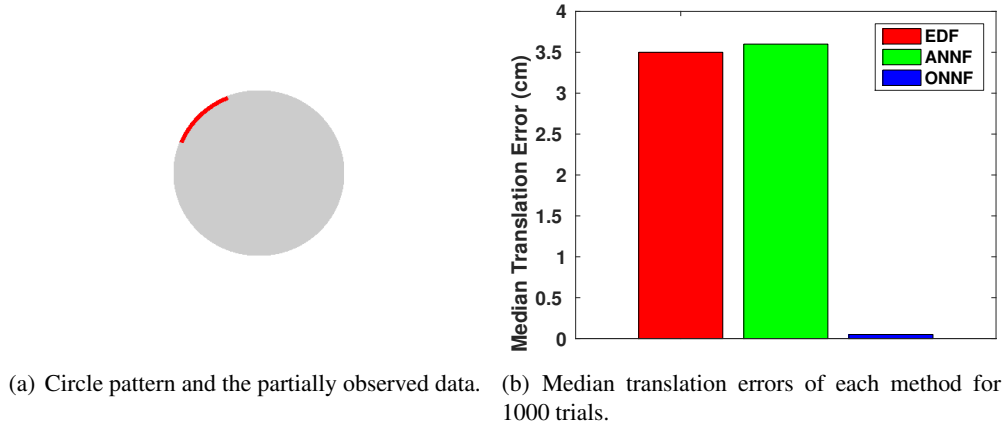 4
3.5
3
2.5
2
1.5
1
0.5
0
Median Translation Error (cm)
EDF
ANNF
ONNF
(a) Circle pattern and the partially observed data.
(b) Median translation errors of each method for
1000 trials.